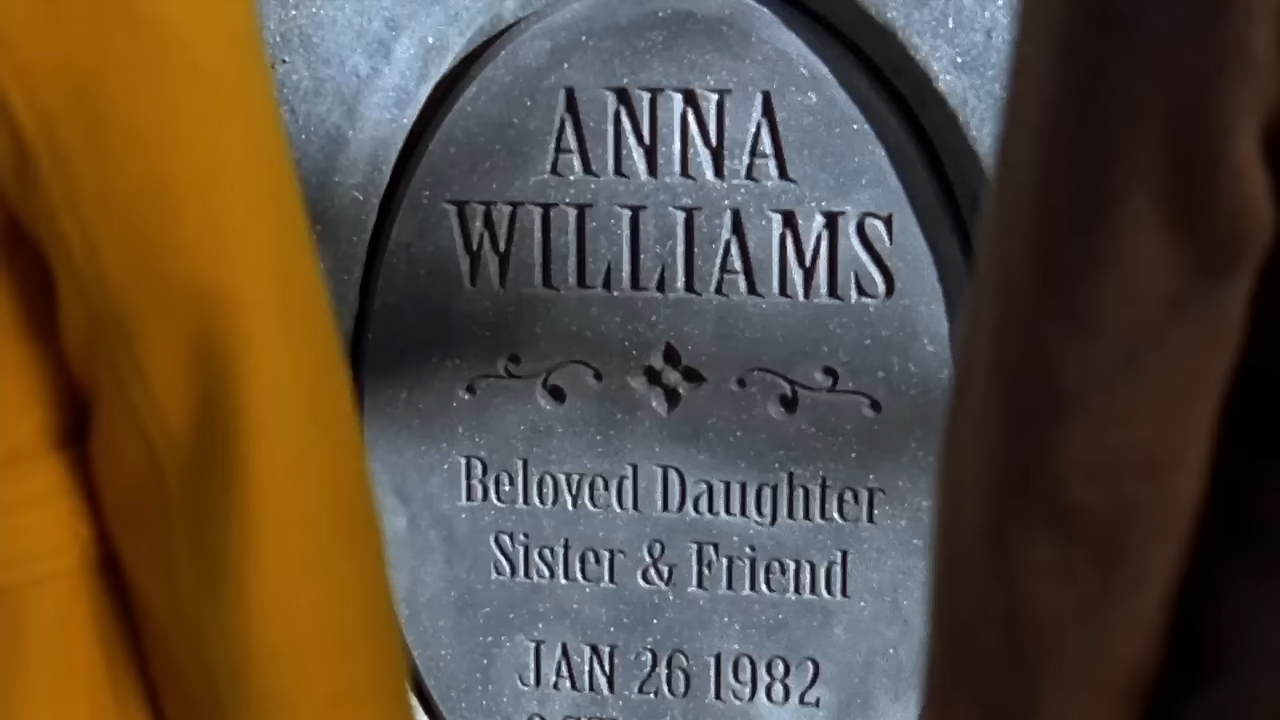 ANNA
WILLIAMS
Beloved Daughter
Sister & Friend
JAN 26 1982